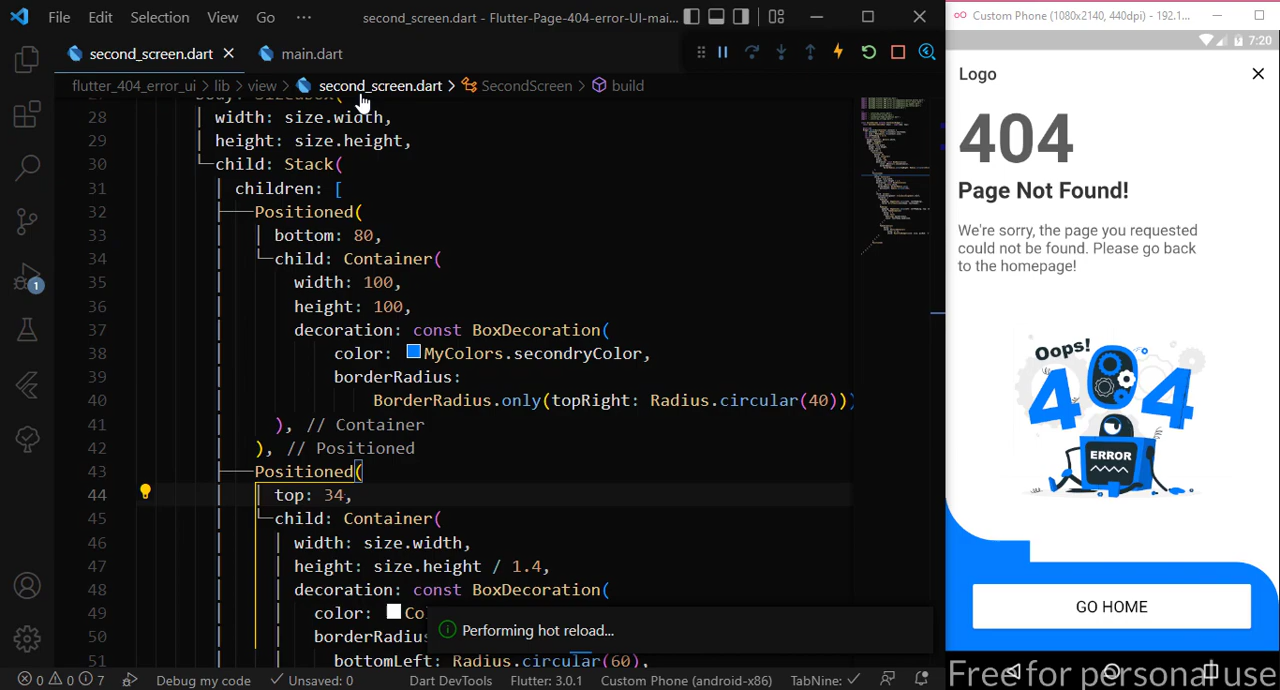 File Edit Selection View Go ··· second_screen.dart - Flutter-Page-404-error-UI-mai...
second_screen.dart main.dart
flutter_404_error_ui > lib > view > second_screen.dart > SecondScreen > build
28 width: size.width,
29 height: size.height,
30 child: Stack(
31 children: [
32 Positioned(
33 bottom: 80,
34 child: Container(
35 width: 100,
36 height: 100,
37 decoration: const BoxDecoration(
38 color: MyColors.secondryColor,
39 borderRadius:
40 BorderRadius.only(topRight: Radius.circular(40)))
41 ), // Container
42 ), // Positioned
43 Positioned(
44 top: 34,
45 child: Container(
46 width: size.width,
47 height: size.height / 1.4,
48 decoration: const BoxDecoration(
49 color: Co
50 borderRadius
51 bottomLeft: Radius.circular(60),
Performing hot reload...
1
0 0 7 Debug my code Unsaved: 0 Dart DevTools Flutter: 3.0.1 Custom Phone (android-x86) TabNine:
Custom Phone (1080x2140, 440dpi) - 192.1...
7:20
Logo
404
Page Not Found!
We're sorry, the page you requested
could not be found. Please go back
to the homepage!
Oops!
4 4
ERROR
GO HOME
Free for personal use